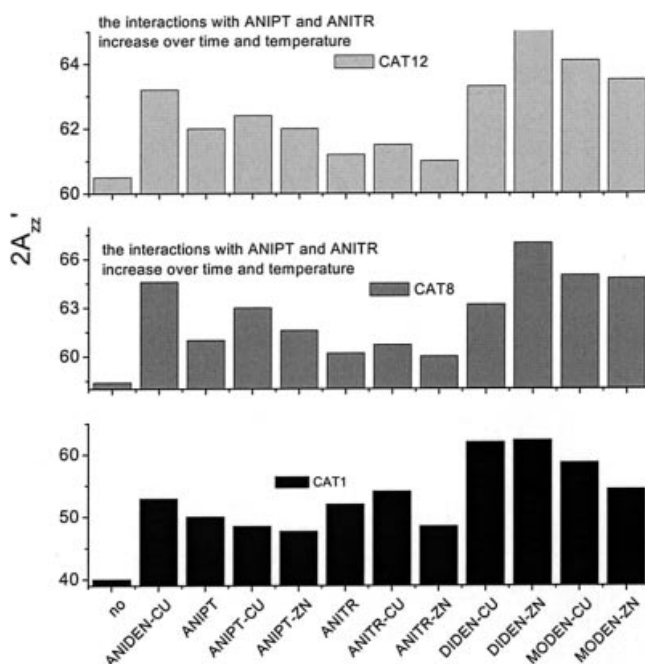 the interactions with ANIPT and ANITR
increase over time and temperature
CAT12
64
62
60
2Azz'
the interactions with ANIPT and ANITR
increase over time and temperature
CAT8
66
63
60
CAT1
60
50
40
no
ANIDEN-CU
ANIPT
ANIPT-CU
ANIPT-ZN
ANITR
ANITR-CU
ANITR-ZN
DIDEN-CU
DIDEN-ZN
MODEN-CU
MODEN-ZN